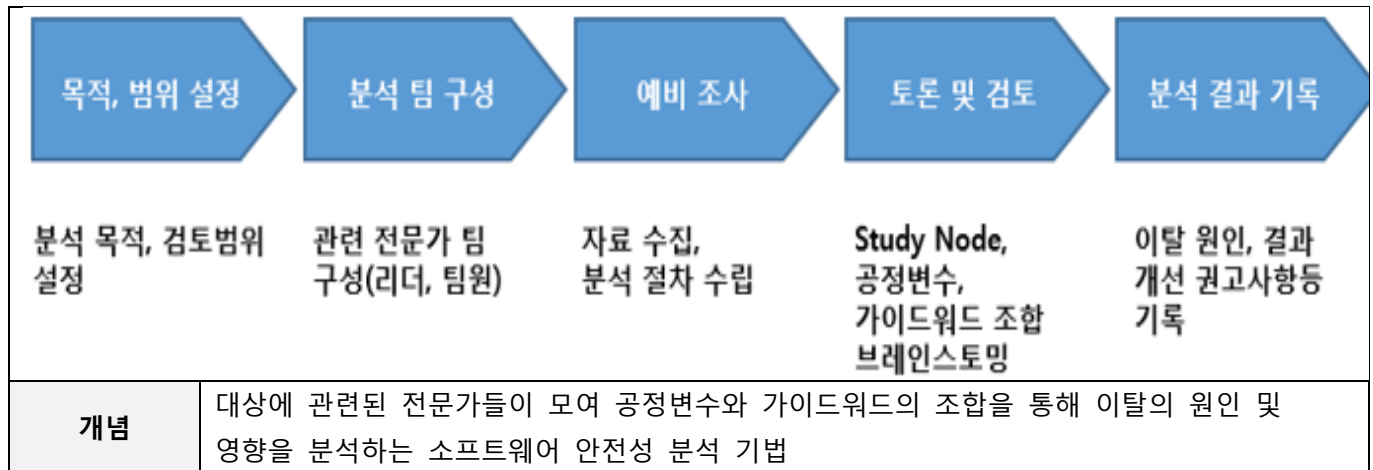 목적, 범위 설정
분석 팀 구성
예비 조사
토론 및 검토
분석 결과 기록
분석 목적, 검토범위
설정
관련 전문가 팀
구성(리더, 팀원)
자료 수집,
분석 절차 수립
Study Node,
공정변수,
가이드워드 조합
브레인스토밍
이탈 원인, 결과
개선 권고사항등
기록
개념
대상에 관련된 전문가들이 모여 공정변수와 가이드워드의 조합을 통해 이탈의 원인 및
영향을 분석하는 소프트웨어 안전성 분석 기법